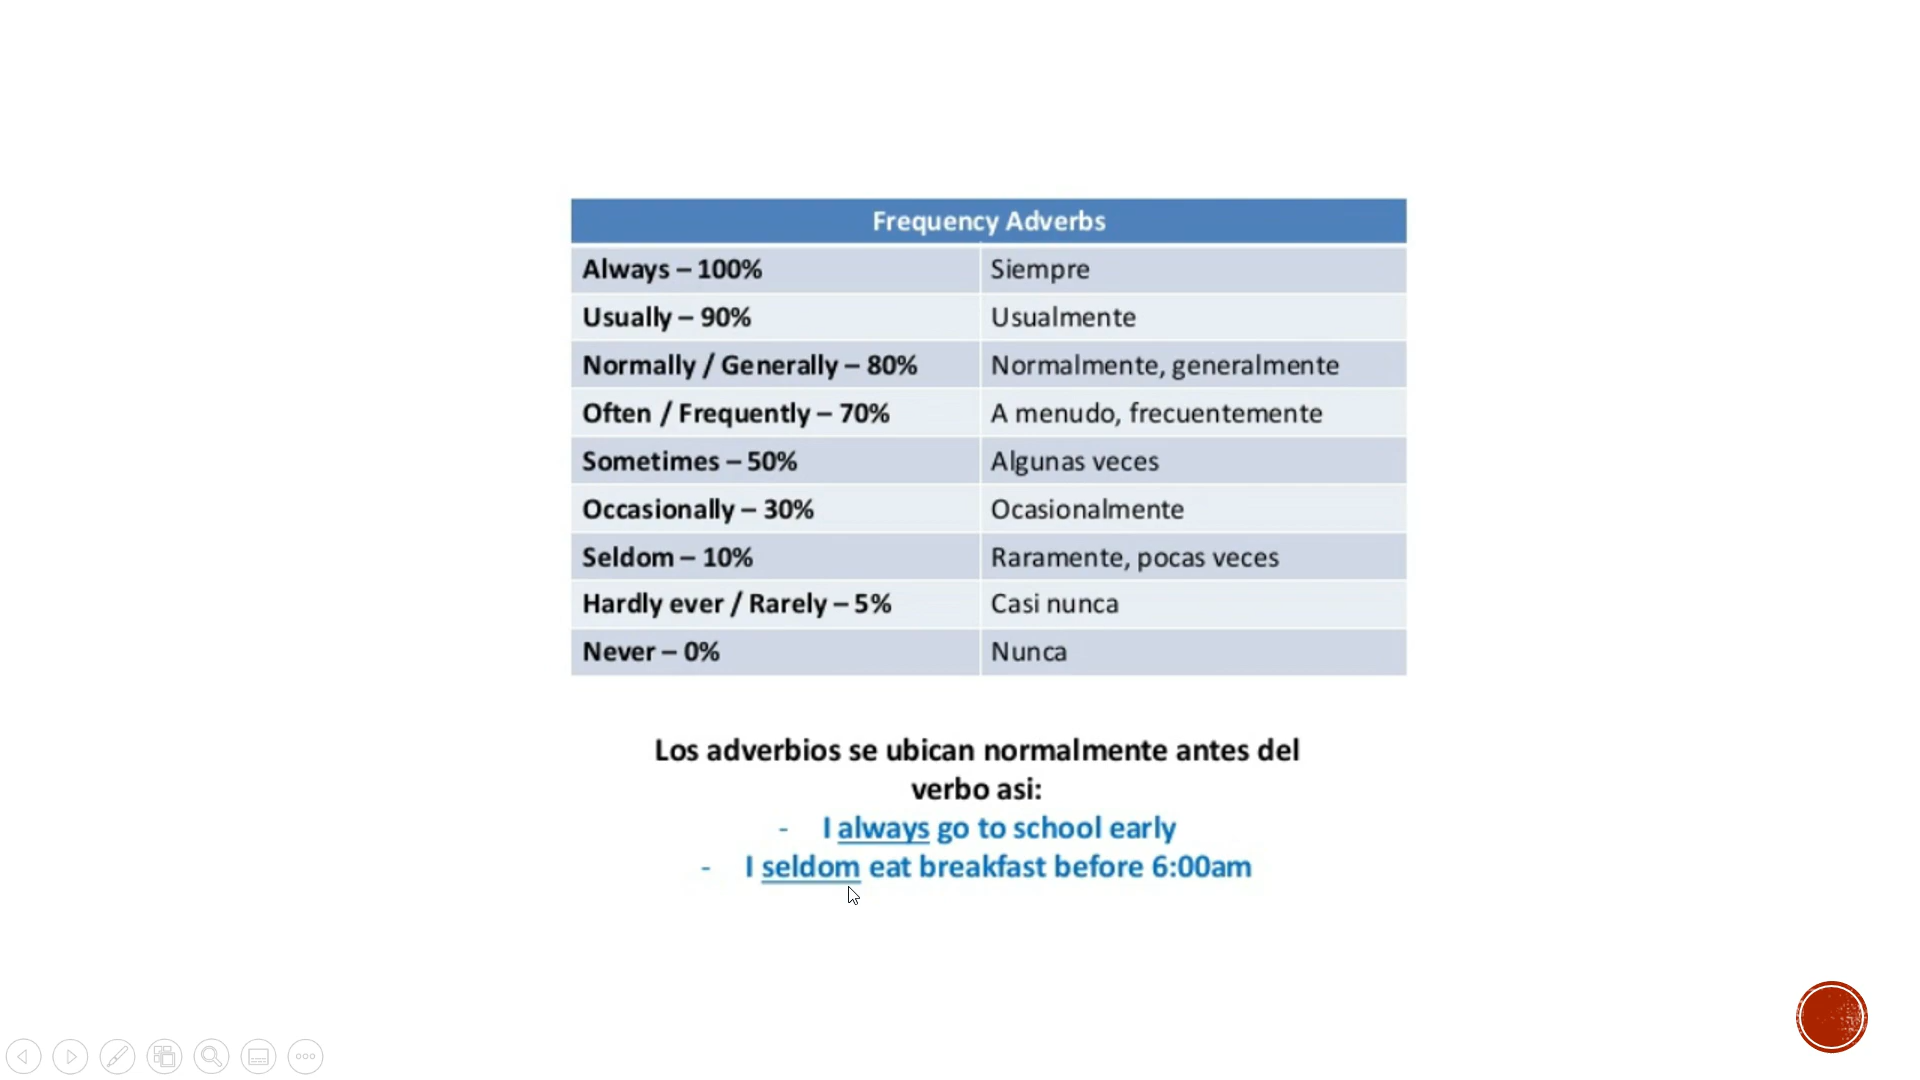 Frequency Adverbs
Always – 100% Siempre
Usually – 90% Usualmente
Normally / Generally – 80% Normalmente, generalmente
Often / Frequently – 70% A menudo, frecuentemente
Sometimes – 50% Algunas veces
Occasionally – 30% Ocasionalmente
Seldom – 10% Raramente, pocas veces
Hardly ever / Rarely – 5% Casi nunca
Never – 0% Nunca
Los adverbios se ubican normalmente antes del
verbo asi:
- I always go to school early
- I seldom eat breakfast before 6:00am